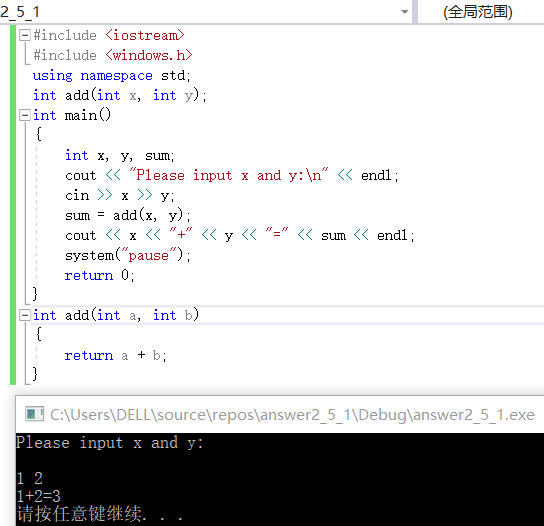 2_5_1 (全局范围)
#include <iostream>
#include <windows.h>
using namespace std;
int add(int x, int y);
int main()
{
int x, y, sum;
cout << "Please input x and y:\n" << endl;
cin >> x >> y;
sum = add(x, y);
cout << x << "+" << y << "=" << sum << endl;
system("pause");
return 0;
}
int add(int a, int b)
{
return a + b;
}
C:\Users\DELL\source\repos\answer2_5_1\Debug\answer2_5_1.exe
Please input x and y:
1 2
1+2=3
请按任意键继续. . .